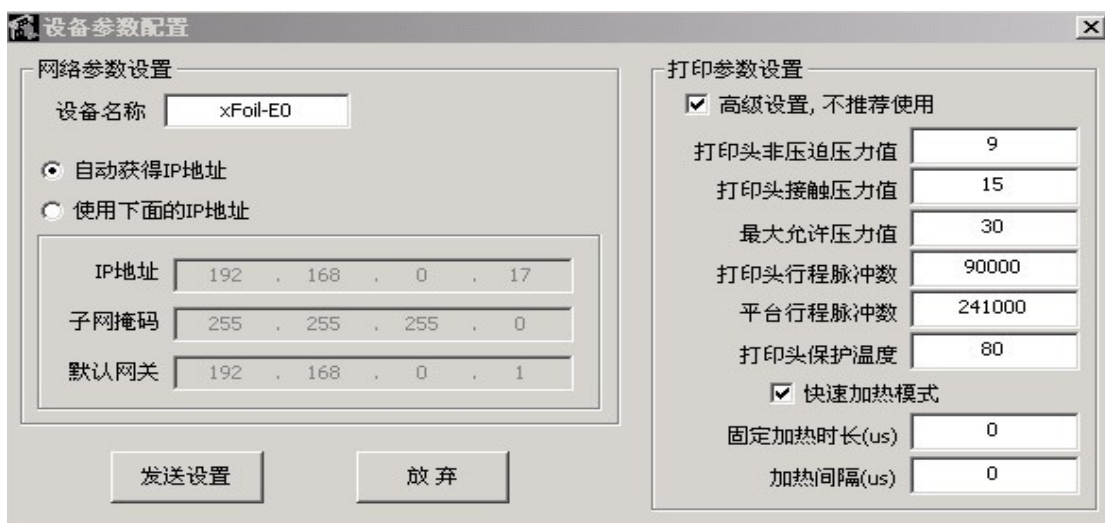 设备参数配置
网络参数设置
设备名称 xFoil-E0
自动获得IP地址
使用下面的IP地址
IP地址 192 . 168 . 0 . 17
子网掩码 255 . 255 . 255 . 0
默认网关 192 . 168 . 0 . 1
发送设置 放弃
打印参数设置
高级设置, 不推荐使用
打印头非压迫压力值 9
打印头接触压力值 15
最大允许压力值 30
打印头行程脉冲数 90000
平台行程脉冲数 241000
打印头保护温度 80
快速加热模式
固定加热时长(us) 0
加热间隔(us) 0